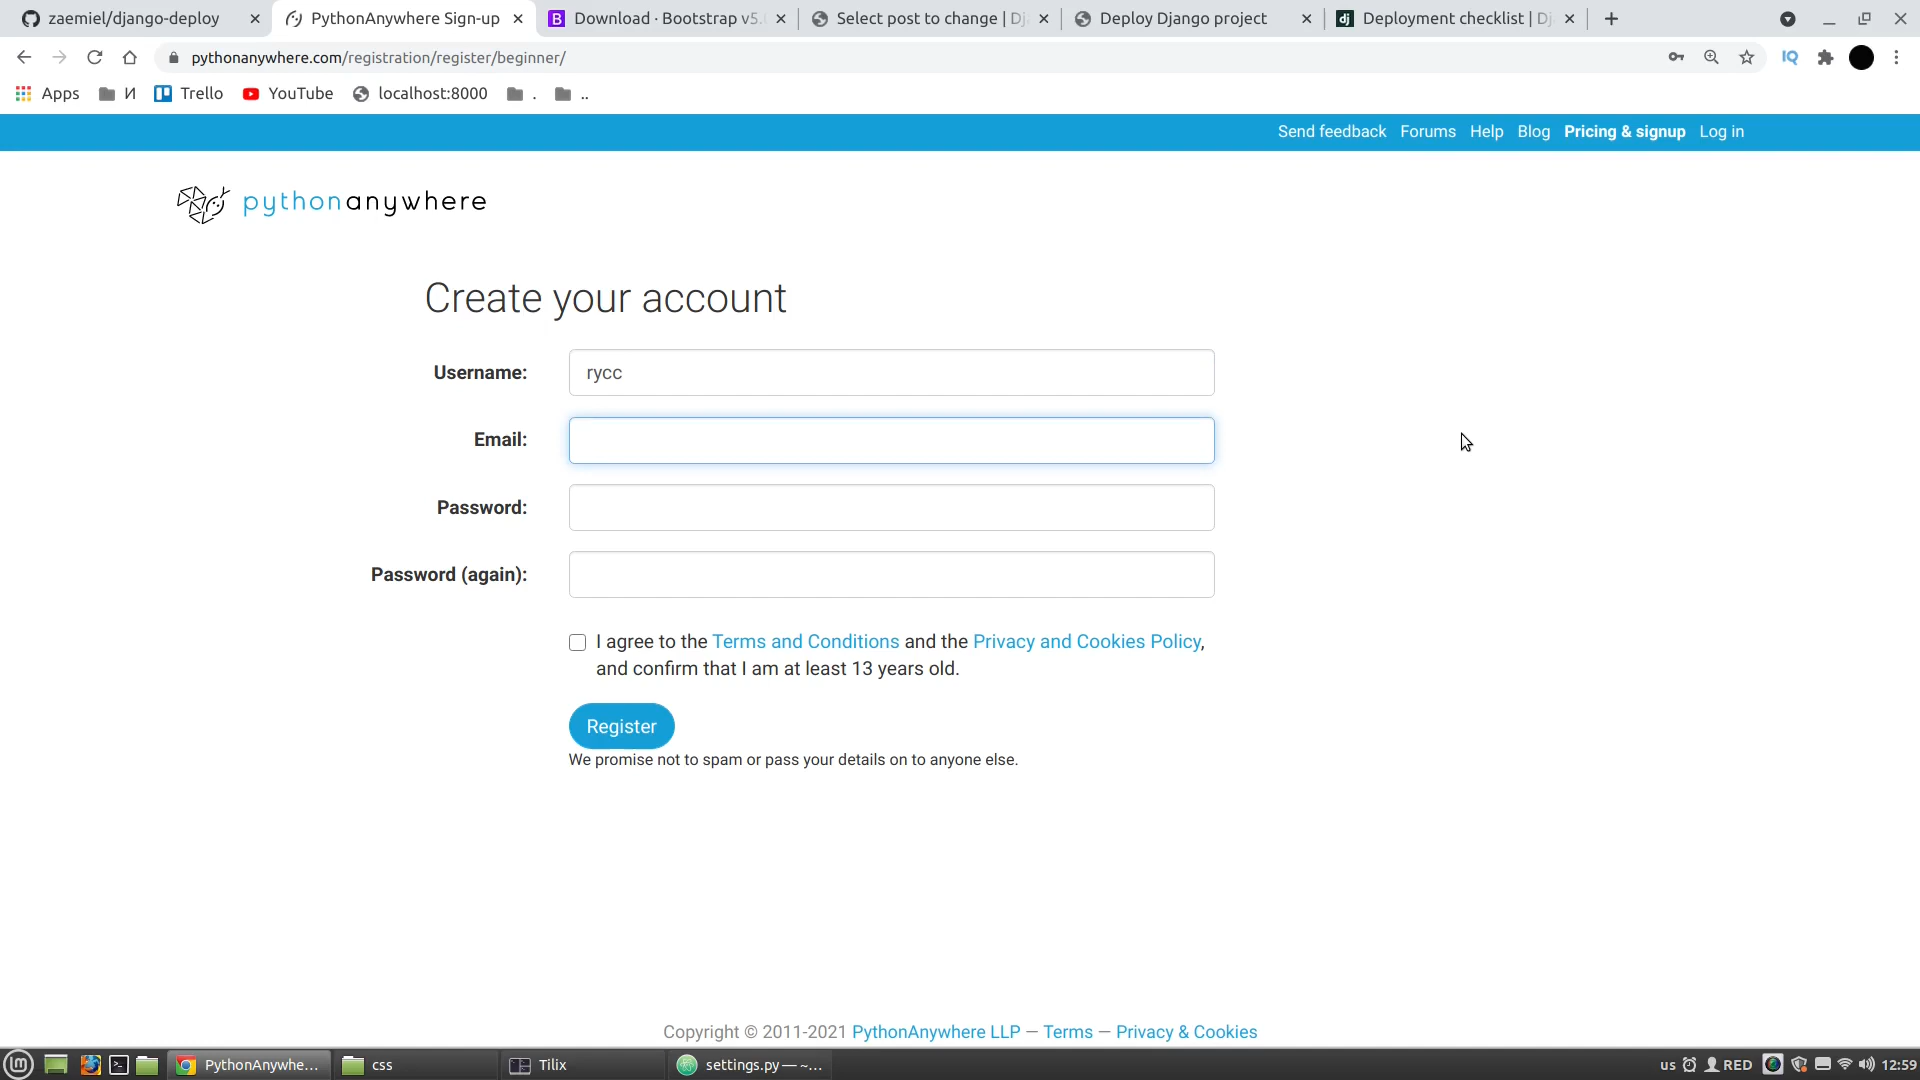 zaemiel/django-deploy
PythonAnywhere Sign-up
Download · Bootstrap v5.
Select post to change | Dj
Deploy Django project
Deployment checklist | Dj
pythonanywhere.com/registration/register/beginner/
IQ
Apps
И
Trello
YouTube
localhost:8000
.
..
Send feedback Forums Help Blog Pricing & signup Log in
pythonanywhere
Create your account
Username: rycc
Email:
Password:
Password (again):
I agree to the Terms and Conditions and the Privacy and Cookies Policy,
and confirm that I am at least 13 years old.
Register
We promise not to spam or pass your details on to anyone else.
Copyright © 2011-2021 PythonAnywhere LLP — Terms — Privacy & Cookies
PythonAnywhe...
css
Tilix
settings.py — ~...
us
RED
12:59